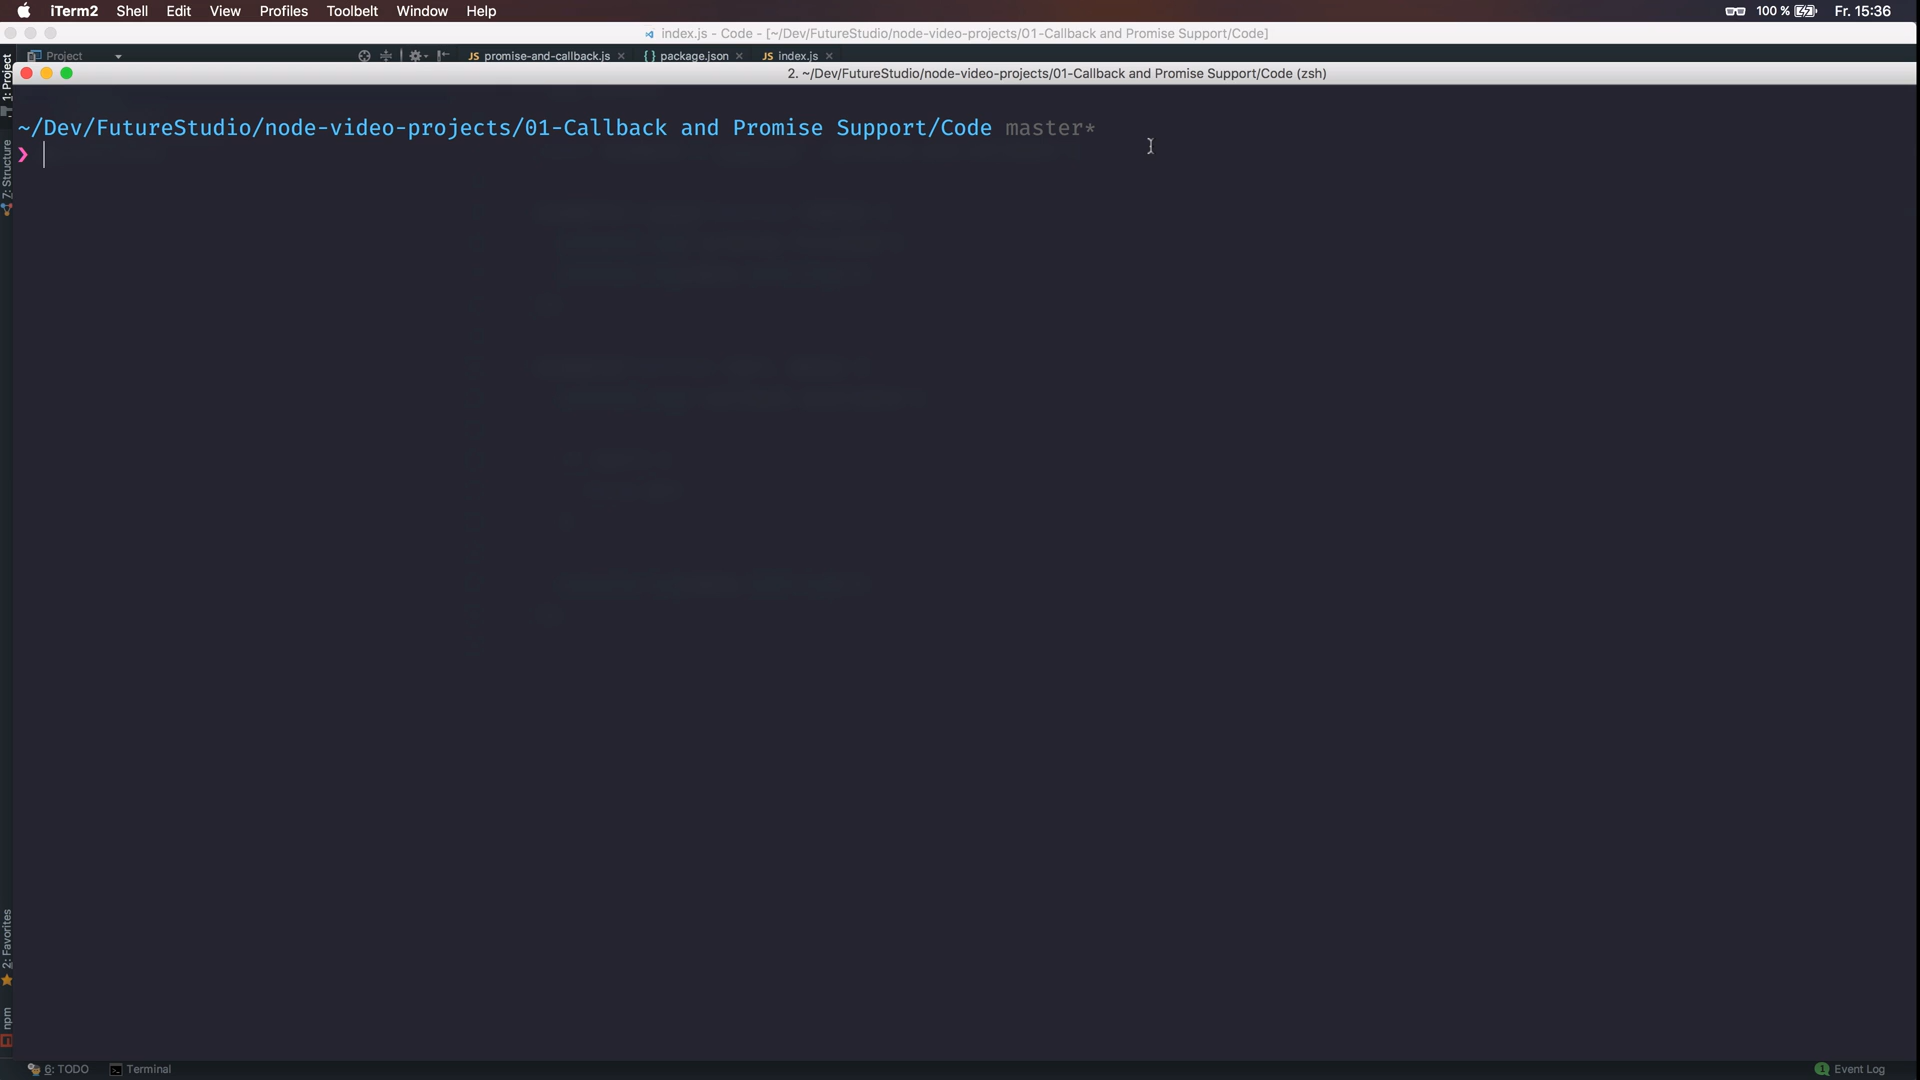 iTerm2 Shell Edit View Profiles Toolbelt Window Help 100 % Fr. 15:36
index.js - Code - [~/Dev/FutureStudio/node-video-projects/01-Callback and Promise Support/Code]
Project JS promise-and-callback.js {} package.json JS index.js
2. ~/Dev/FutureStudio/node-video-projects/01-Callback and Promise Support/Code (zsh)
~/Dev/FutureStudio/node-video-projects/01-Callback and Promise Support/Code master*
❯
1: Project
7: Structure
2: Favorites
npm
6: TODO Terminal 1 Event Log